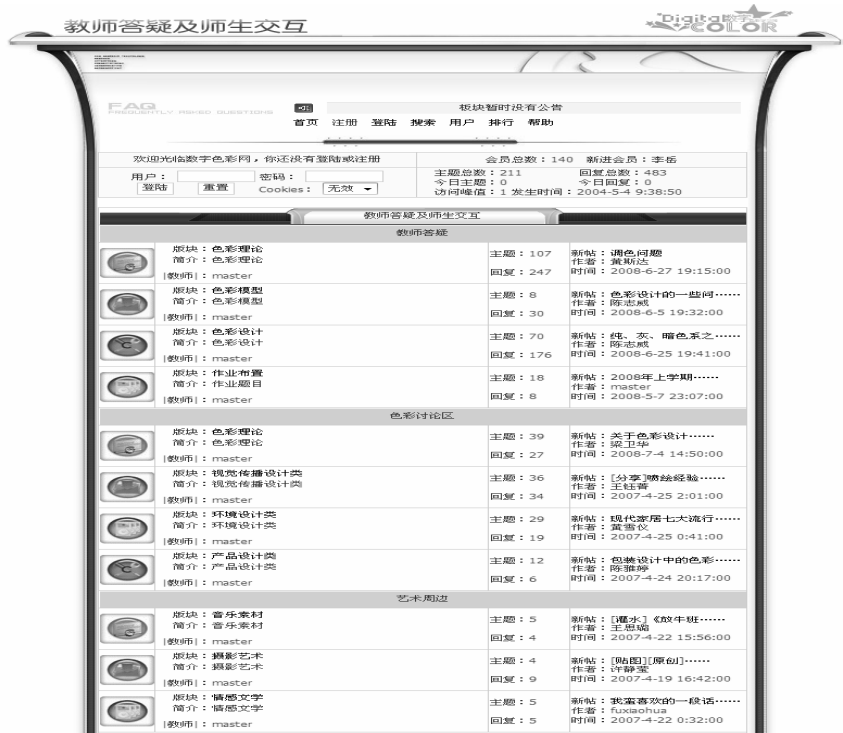 教师答疑及师生交互
Digital数字
COLOR
FAQ
FREQUENTLY ASKED QUESTIONS
板块暂时没有公告
首页 注册 登陆 搜索 用户 排行 帮助
欢迎光临数字色彩网，你还没有登陆或注册
会员总数：140 新进会员：李岳
用户： 密码：
登陆 重置 Cookies： 无效
主题总数：211 回复总数：483
今日主题：0 今日回复：0
访问峰值：1 发生时间：2004-5-4 9:38:50
教师答疑及师生交互
教师答疑
版块：色彩理论
简介：色彩理论
|教师|：master
主题：107
回复：247
新帖：调色问题
作者：黄斯达
时间：2008-6-27 19:15:00
版块：色彩模型
简介：色彩模型
|教师|：master
主题：8
回复：30
新帖：色彩设计的一些问……
作者：陈志威
时间：2008-6-5 19:32:00
版块：色彩设计
简介：色彩设计
|教师|：master
主题：70
回复：176
新帖：纯、灰、暗色系之……
作者：陈志威
时间：2008-6-25 19:41:00
版块：作业布置
简介：作业题目
|教师|：master
主题：18
回复：8
新帖：2008年上学期……
作者：master
时间：2008-5-7 23:07:00
色彩讨论区
版块：色彩理论
简介：色彩理论
|教师|：master
主题：39
回复：27
新帖：关于色彩设计……
作者：梁卫华
时间：2008-7-4 14:50:00
版块：视觉传播设计类
简介：视觉传播设计类
|教师|：master
主题：36
回复：34
新帖：[分享]喷绘经验……
作者：王钰菁
时间：2007-4-25 2:01:00
版块：环境设计类
简介：环境设计类
|教师|：master
主题：29
回复：19
新帖：现代家居七大流行……
作者：黄雪仪
时间：2007-4-25 0:41:00
版块：产品设计类
简介：产品设计类
|教师|：master
主题：12
回复：6
新帖：包装设计中的色彩……
作者：陈雅婷
时间：2007-4-24 20:17:00
艺术周边
版块：音乐素材
简介：音乐素材
|教师|：master
主题：5
回复：4
新帖：[灌水]《放牛班……
作者：王思璐
时间：2007-4-22 15:56:00
版块：摄影艺术
简介：摄影艺术
|教师|：master
主题：4
回复：9
新帖：[贴图][原创]……
作者：许静莹
时间：2007-4-19 16:42:00
版块：情感文学
简介：情感文学
|教师|：master
主题：5
回复：5
新帖：我蛮喜欢的一段话……
作者：fuxiaohua
时间：2007-4-22 0:32:00